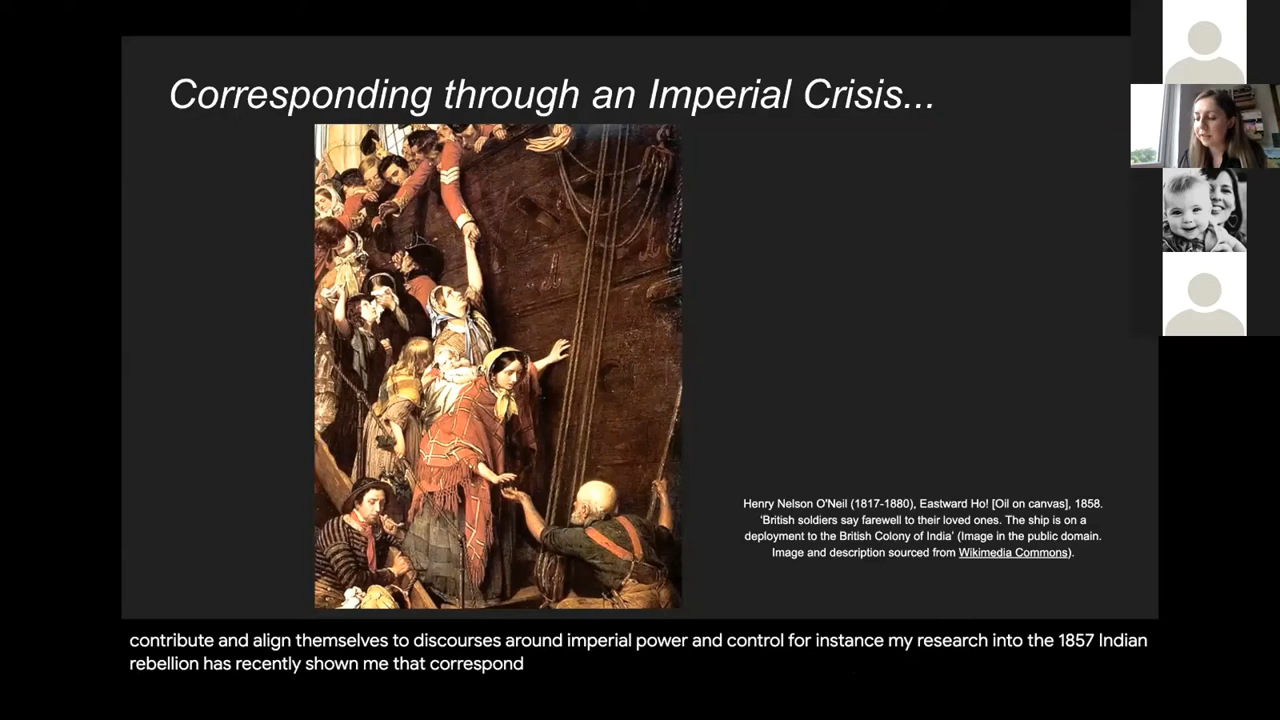 Corresponding through an Imperial Crisis...
Henry Nelson O'Neil (1817-1880), Eastward Ho! [Oil on canvas], 1858.
'British soldiers say farewell to their loved ones. The ship is on a
deployment to the British Colony of India' (Image in the public domain.
Image and description sourced from Wikimedia Commons).
contribute and align themselves to discourses around imperial power and control for instance my research into the 1857 Indian
rebellion has recently shown me that correspond